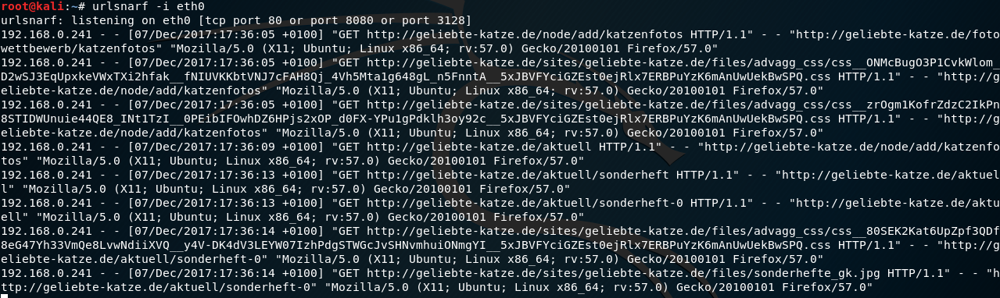 root@kali:~# urlsnarf -i eth0
urlsnarf: listening on eth0 [tcp port 80 or port 8080 or port 3128]
192.168.0.241 - - [07/Dec/2017:17:36:05 +0100] "GET http://geliebte-katze.de/node/add/katzenfotos HTTP/1.1" - - "http://geliebte-katze.de/foto
wettbewerb/katzenfotos" "Mozilla/5.0 (X11; Ubuntu; Linux x86_64; rv:57.0) Gecko/20100101 Firefox/57.0"
192.168.0.241 - - [07/Dec/2017:17:36:05 +0100] "GET http://geliebte-katze.de/sites/geliebte-katze.de/files/advagg_css/css__ONMcBugO3P1CvkWlom_
D2wSJ3EqUpxkeVWxTXi2hfak__fNIUVKKbtVNJ7cFAH8Qj_4Vh5Mta1g648gL_n5FnntA__5xJBVFYciGZEst0ejRlx7ERBPuYzK6mAnUwUekBwSPQ.css HTTP/1.1" - - "http://g
eliebte-katze.de/node/add/katzenfotos" "Mozilla/5.0 (X11; Ubuntu; Linux x86_64; rv:57.0) Gecko/20100101 Firefox/57.0"
192.168.0.241 - - [07/Dec/2017:17:36:05 +0100] "GET http://geliebte-katze.de/sites/geliebte-katze.de/files/advagg_css/css__zrOgm1KofrZdzC2IkPn
8STIDWUnuie44QE8_INt1TzI__0PEibIFOwhDZ6HPjs2xOP_d0FX-YPu1gPdklh3oy92c__5xJBVFYciGZEst0ejRlx7ERBPuYzK6mAnUwUekBwSPQ.css HTTP/1.1" - - "http://g
eliebte-katze.de/node/add/katzenfotos" "Mozilla/5.0 (X11; Ubuntu; Linux x86_64; rv:57.0) Gecko/20100101 Firefox/57.0"
192.168.0.241 - - [07/Dec/2017:17:36:09 +0100] "GET http://geliebte-katze.de/aktuell HTTP/1.1" - - "http://geliebte-katze.de/node/add/katzenfo
tos" "Mozilla/5.0 (X11; Ubuntu; Linux x86_64; rv:57.0) Gecko/20100101 Firefox/57.0"
192.168.0.241 - - [07/Dec/2017:17:36:13 +0100] "GET http://geliebte-katze.de/aktuell/sonderheft HTTP/1.1" - - "http://geliebte-katze.de/aktuel
l" "Mozilla/5.0 (X11; Ubuntu; Linux x86_64; rv:57.0) Gecko/20100101 Firefox/57.0"
192.168.0.241 - - [07/Dec/2017:17:36:13 +0100] "GET http://geliebte-katze.de/aktuell/sonderheft-0 HTTP/1.1" - - "http://geliebte-katze.de/aktu
ell" "Mozilla/5.0 (X11; Ubuntu; Linux x86_64; rv:57.0) Gecko/20100101 Firefox/57.0"
192.168.0.241 - - [07/Dec/2017:17:36:14 +0100] "GET http://geliebte-katze.de/sites/geliebte-katze.de/files/advagg_css/css__80SEK2Kat6UpZpf3QDf
8eG47Yh33VmQe8LvwNdiiXVQ__y4V-DK4dV3LEYW07IzhPdgSTWGcJvSHNvmhuiONmgYI__5xJBVFYciGZEst0ejRlx7ERBPuYzK6mAnUwUekBwSPQ.css HTTP/1.1" - - "http://g
eliebte-katze.de/aktuell/sonderheft-0" "Mozilla/5.0 (X11; Ubuntu; Linux x86_64; rv:57.0) Gecko/20100101 Firefox/57.0"
192.168.0.241 - - [07/Dec/2017:17:36:14 +0100] "GET http://geliebte-katze.de/sites/geliebte-katze.de/files/sonderhefte_gk.jpg HTTP/1.1" - - "h
ttp://geliebte-katze.de/aktuell/sonderheft-0" "Mozilla/5.0 (X11; Ubuntu; Linux x86_64; rv:57.0) Gecko/20100101 Firefox/57.0"